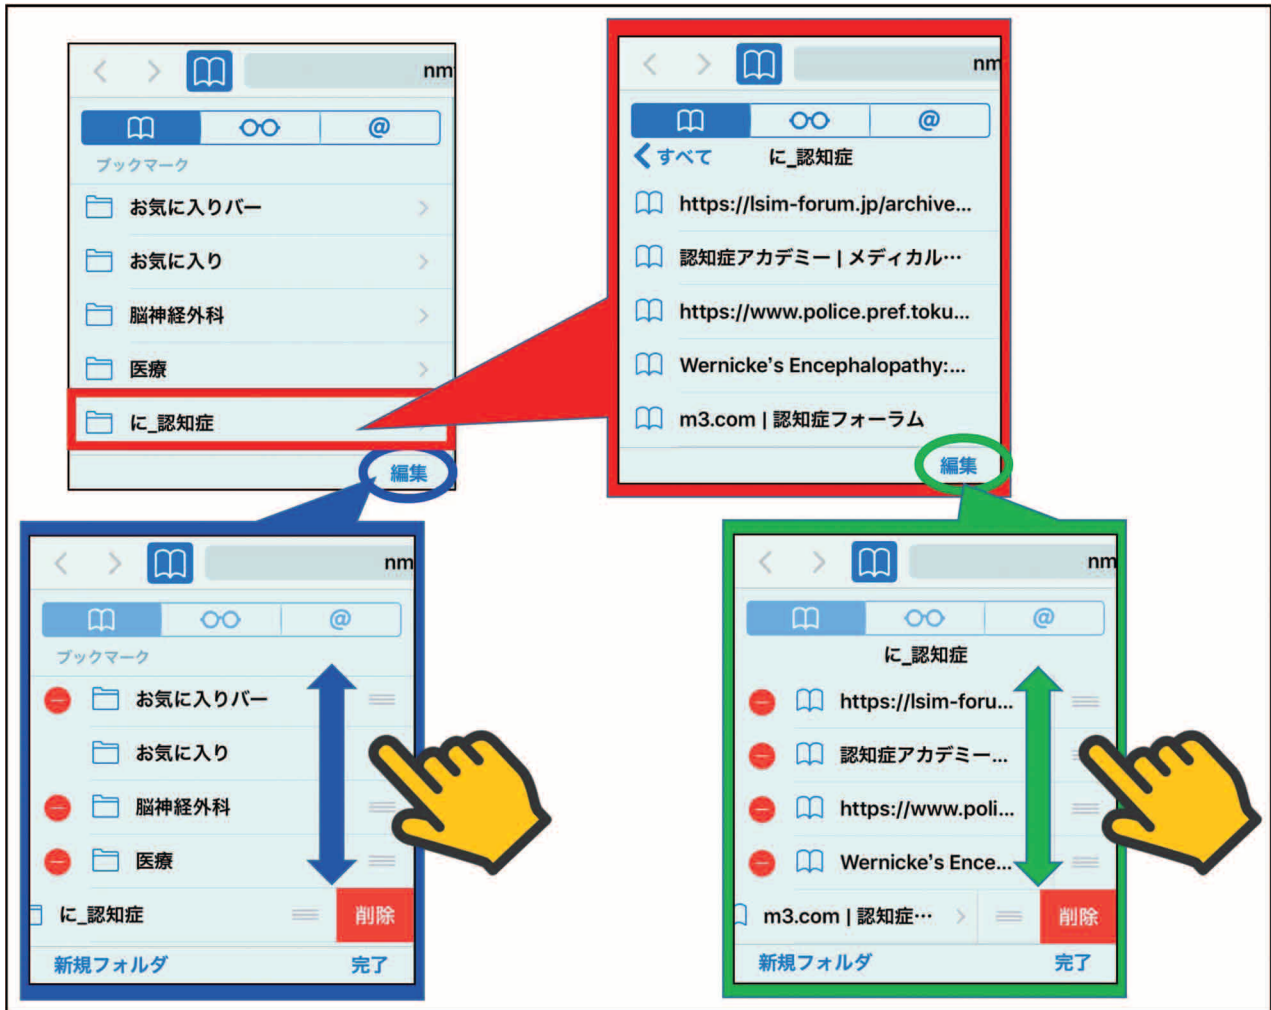 nm
@
ブックマーク
お気に入りバー
お気に入り
脳神経外科
医療
に_認知症
編集
nm
@
すべて に_認知症
https://lsim-forum.jp/archive...
認知症アカデミー | メディカル…
https://www.police.pref.toku...
Wernicke's Encephalopathy:...
m3.com | 認知症フォーラム
編集
nm
@
ブックマーク
お気に入りバー
お気に入り
脳神経外科
医療
に_認知症 削除
新規フォルダ 完了
nm
@
に_認知症
https://lsim-foru...
認知症アカデミー...
https://www.poli...
Wernicke's Ence...
m3.com | 認知症… 削除
新規フォルダ 完了